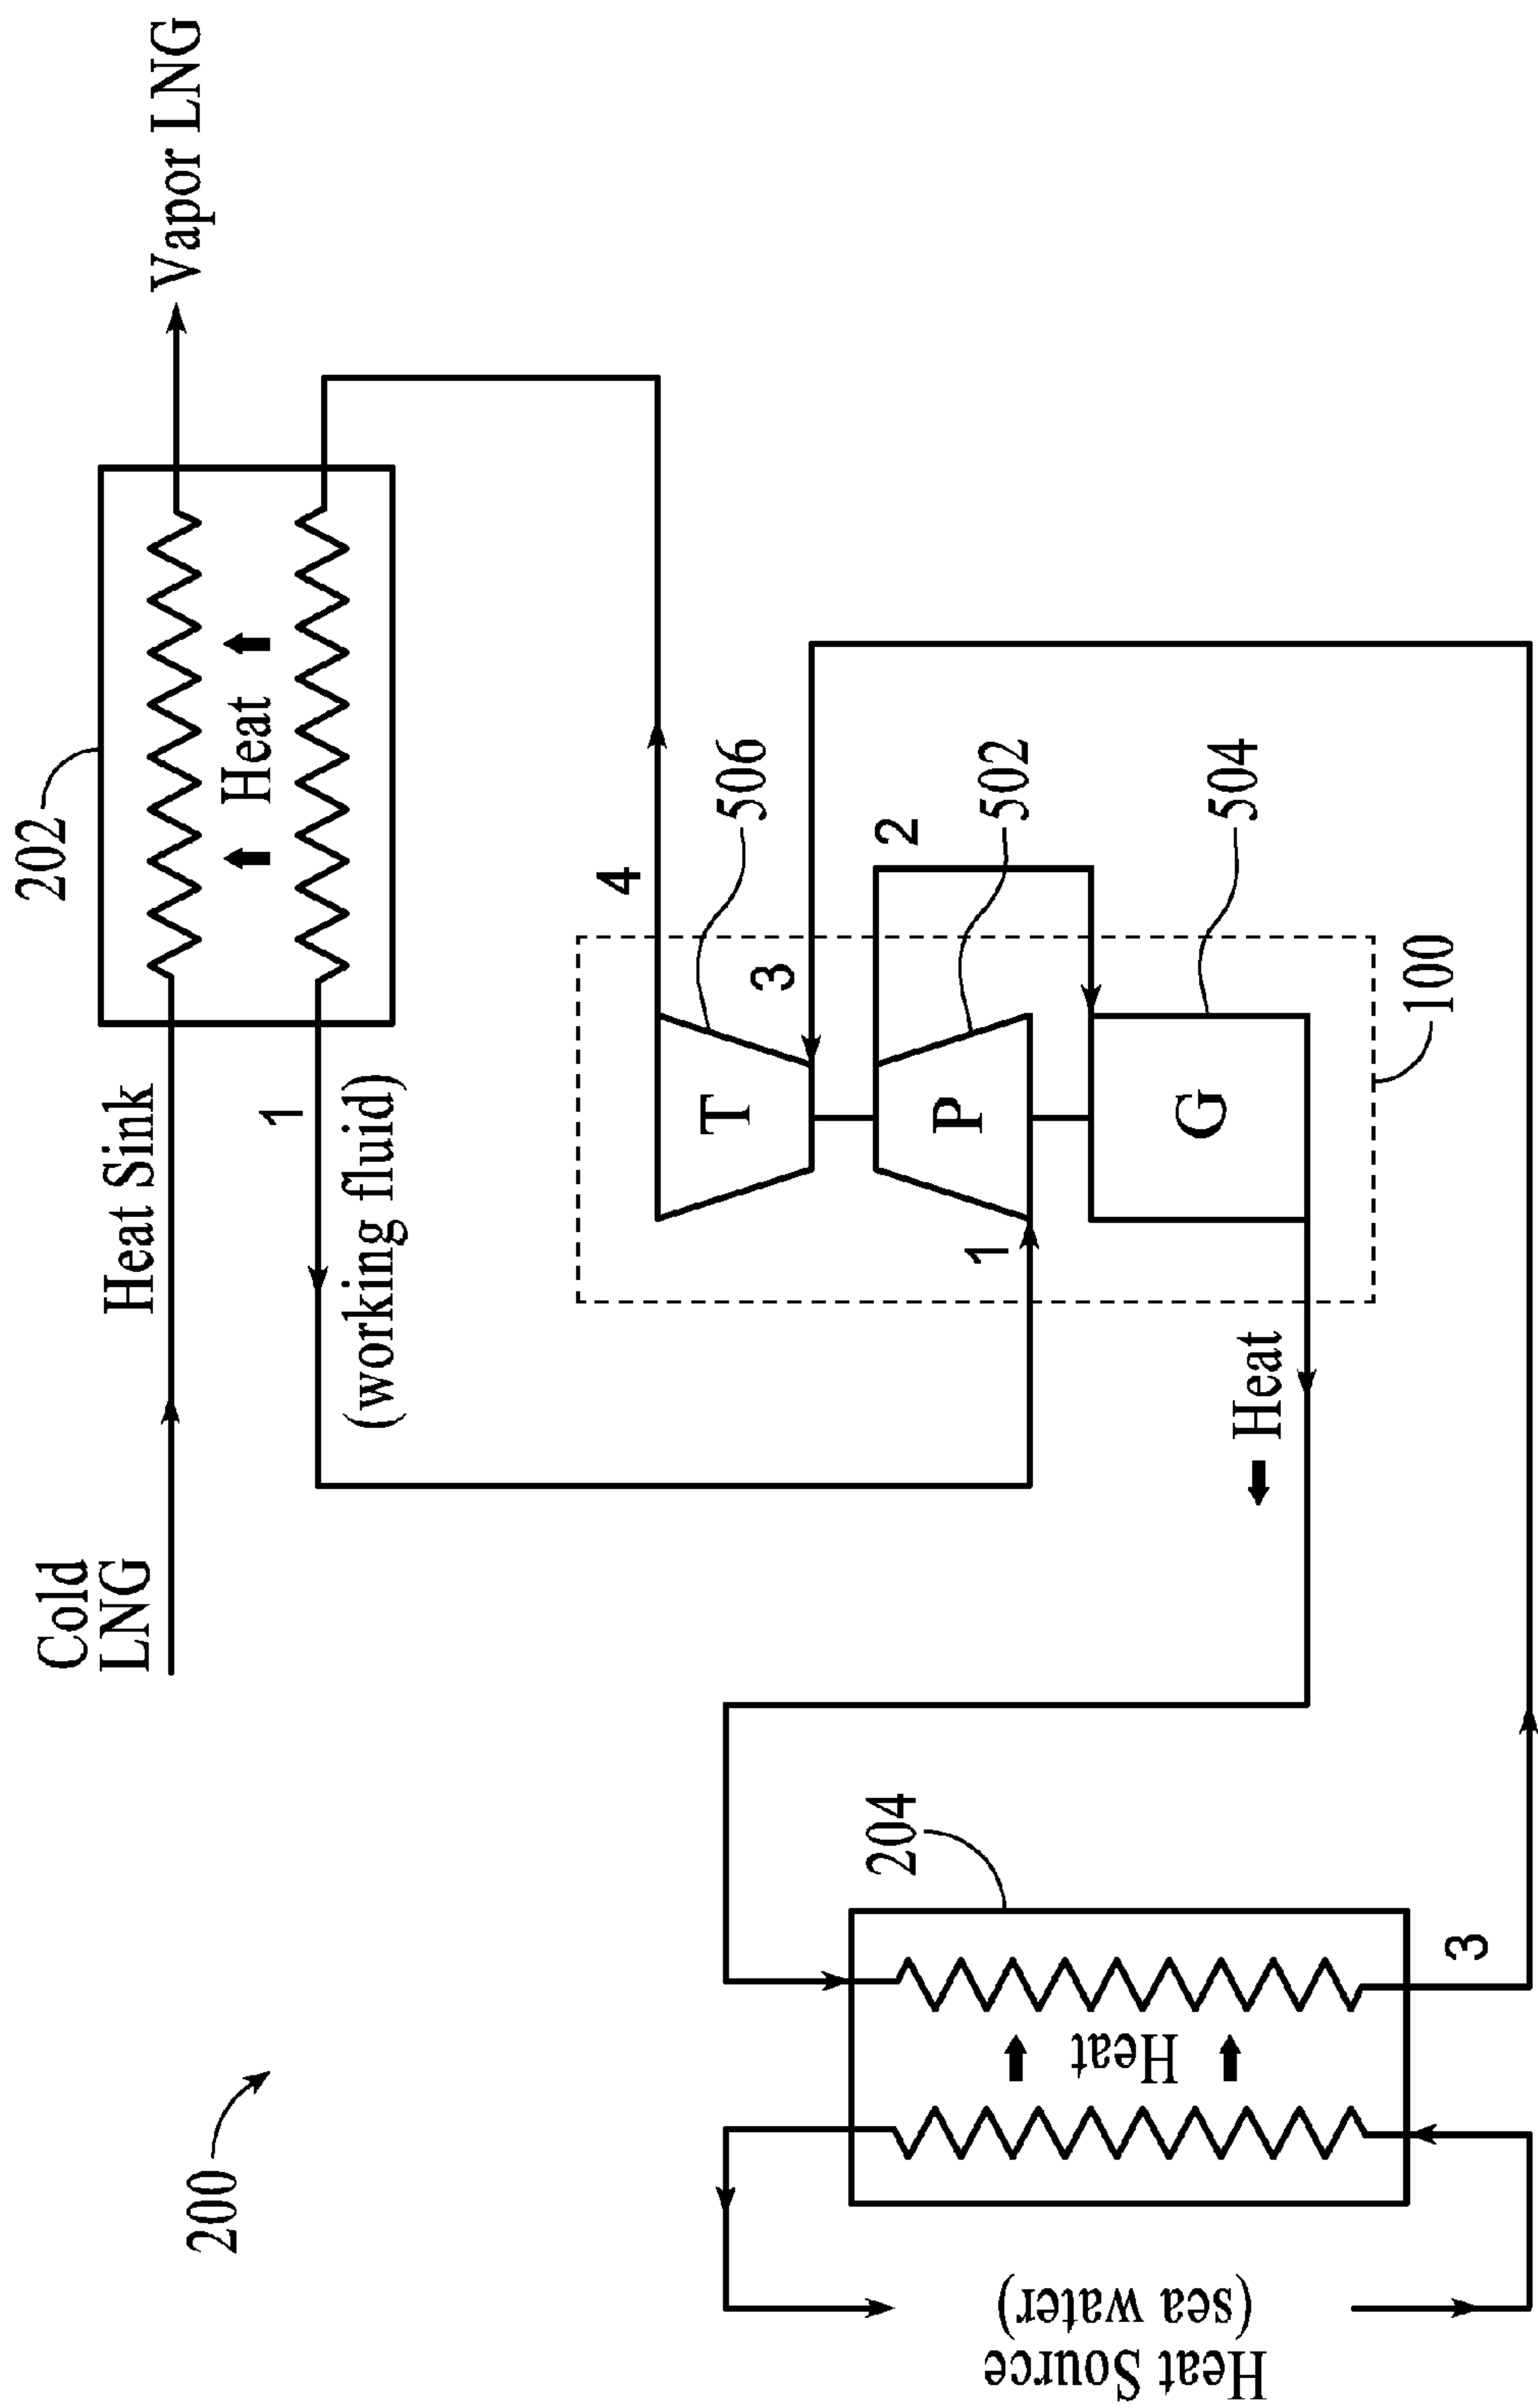 200
Cold
LNG
Heat Sink
202
Vapor LNG
Heat
1
(working fluid)
4
T
506
3
1
P
2
502
G
504
100
Heat
204
Heat
3
Heat Source
(sea water)